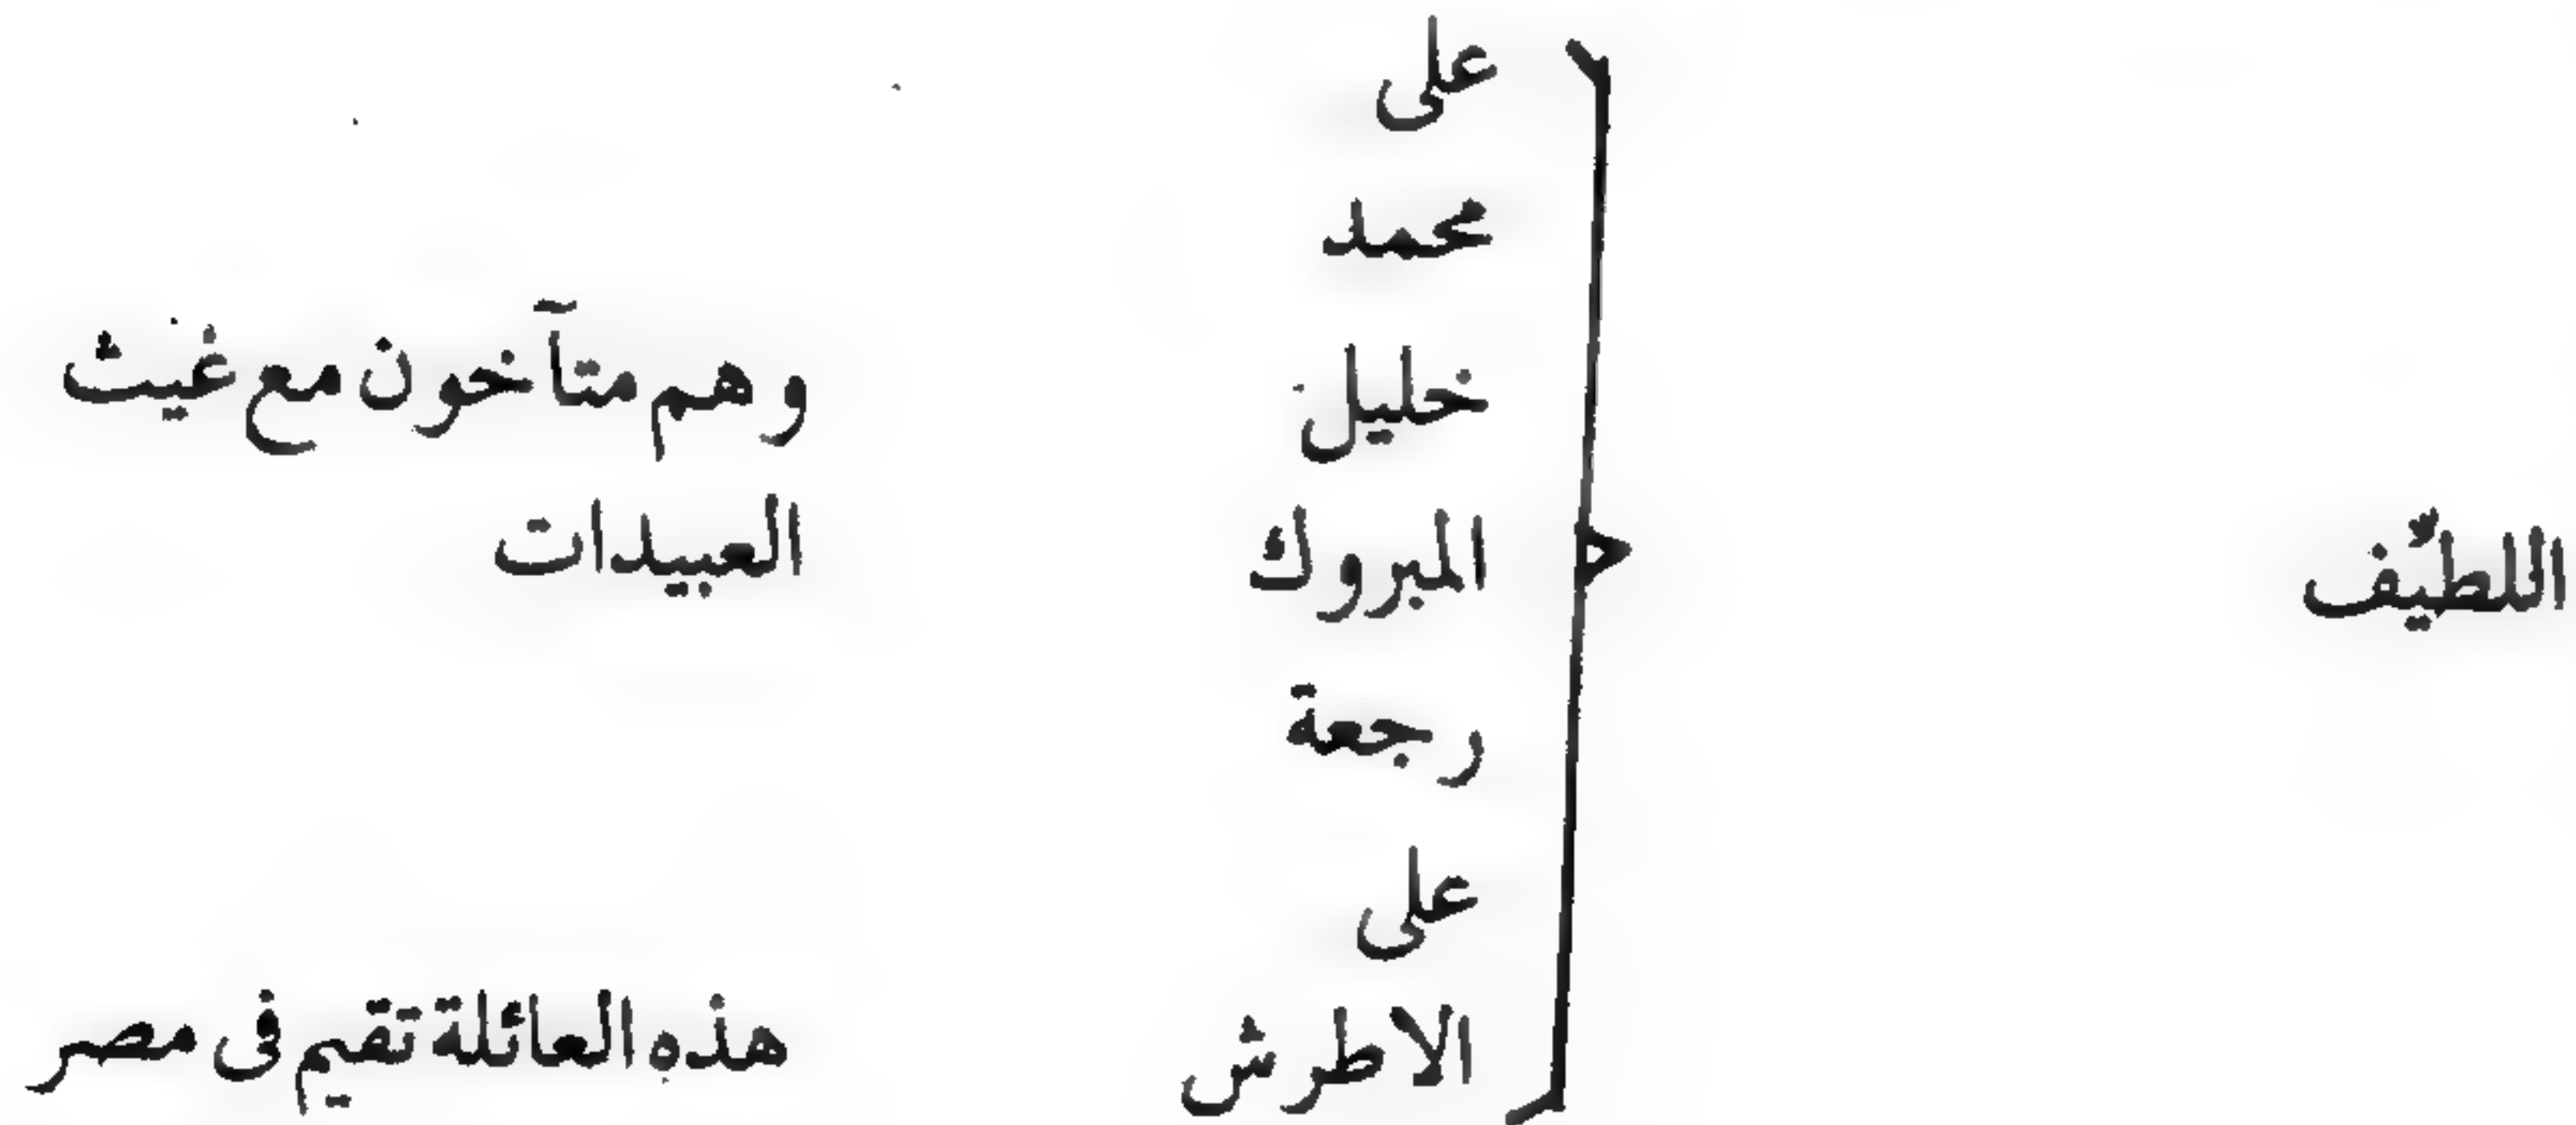 اللطيّف
على
محمد
خليل
وهم متآخون مع غيث
المبروك
العبيدات
رجعة
على
الاطرش
هذه العائلة تقيم فى مصر